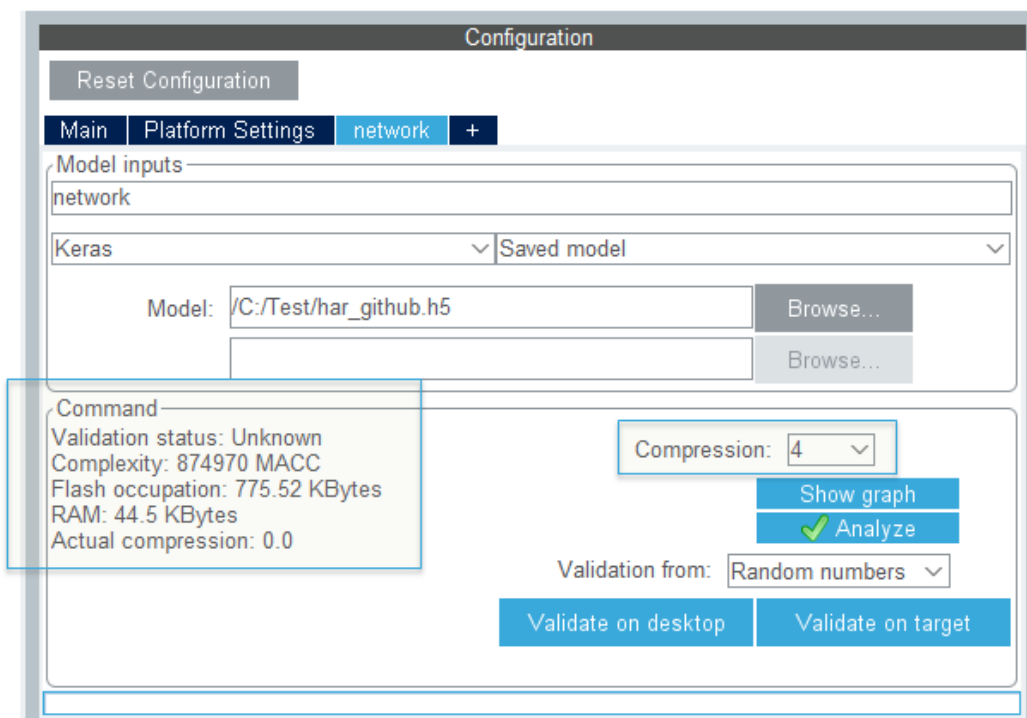 Configuration
Reset Configuration
Main Platform Settings network +
Model inputs
network
Keras Saved model
Model: /C:/Test/har_github.h5 Browse...
Browse...
Command
Validation status: Unknown
Complexity: 874970 MACC
Flash occupation: 775.52 KBytes
RAM: 44.5 KBytes
Actual compression: 0.0
Compression: 4
Show graph
Analyze
Validation from: Random numbers
Validate on desktop Validate on target